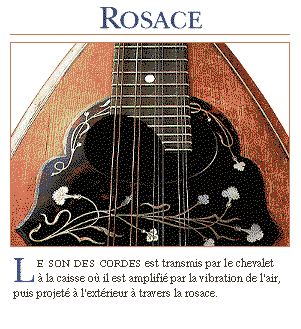 ROSACE
LE SON DES CORDES est transmis par le chevalet
à la caisse où il est amplifié par la vibration de l'air,
puis projeté à l'extérieur à travers la rosace.